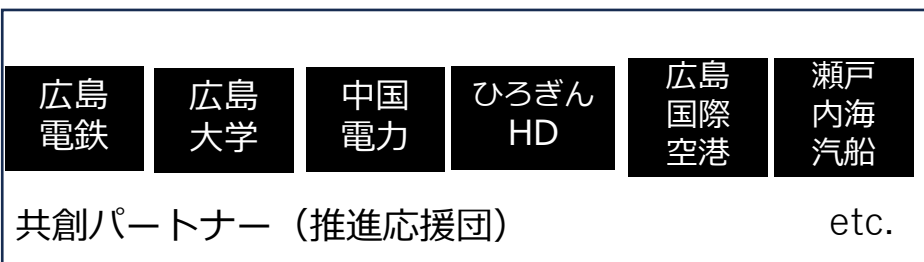 広島
電鉄
広島
大学
中国
電力
ひろぎん
HD
広島
国際
空港
瀬戸
内海
汽船
共創パートナー（推進応援団） etc.